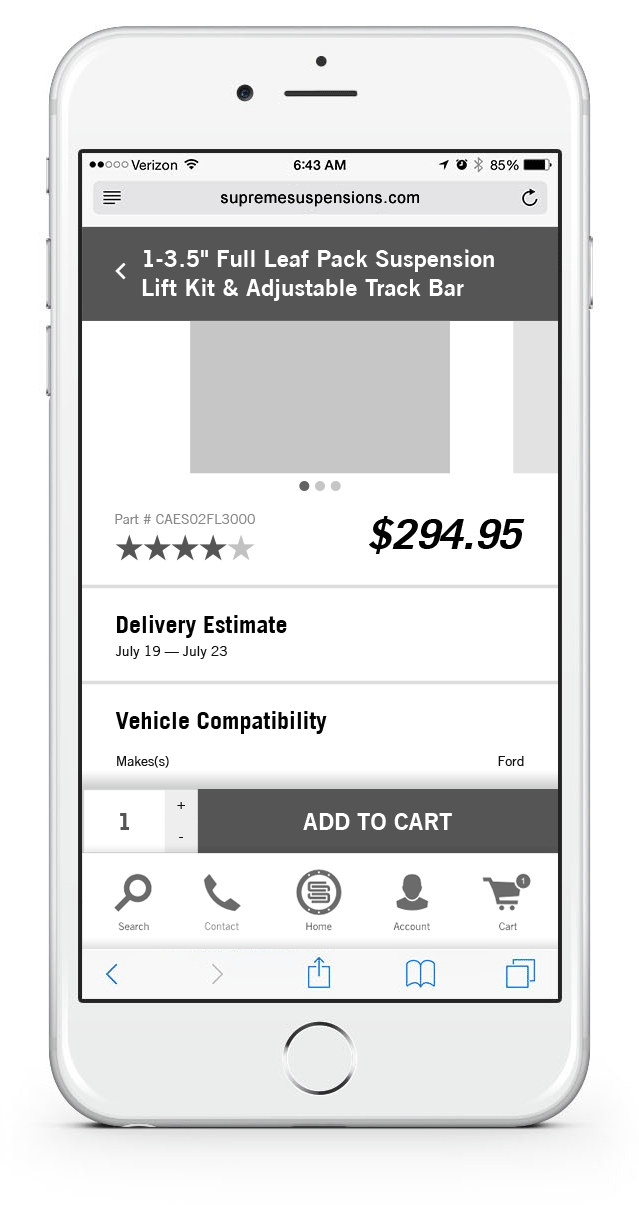 Verizon 6:43 AM 85%
supremesuspensions.com
1-3.5" Full Leaf Pack Suspension
Lift Kit & Adjustable Track Bar
Part # CAES02FL3000
$294.95
Delivery Estimate
July 19 — July 23
Vehicle Compatibility
Makes(s) Ford
1 + -
ADD TO CART
1
Search Contact Home Account Cart